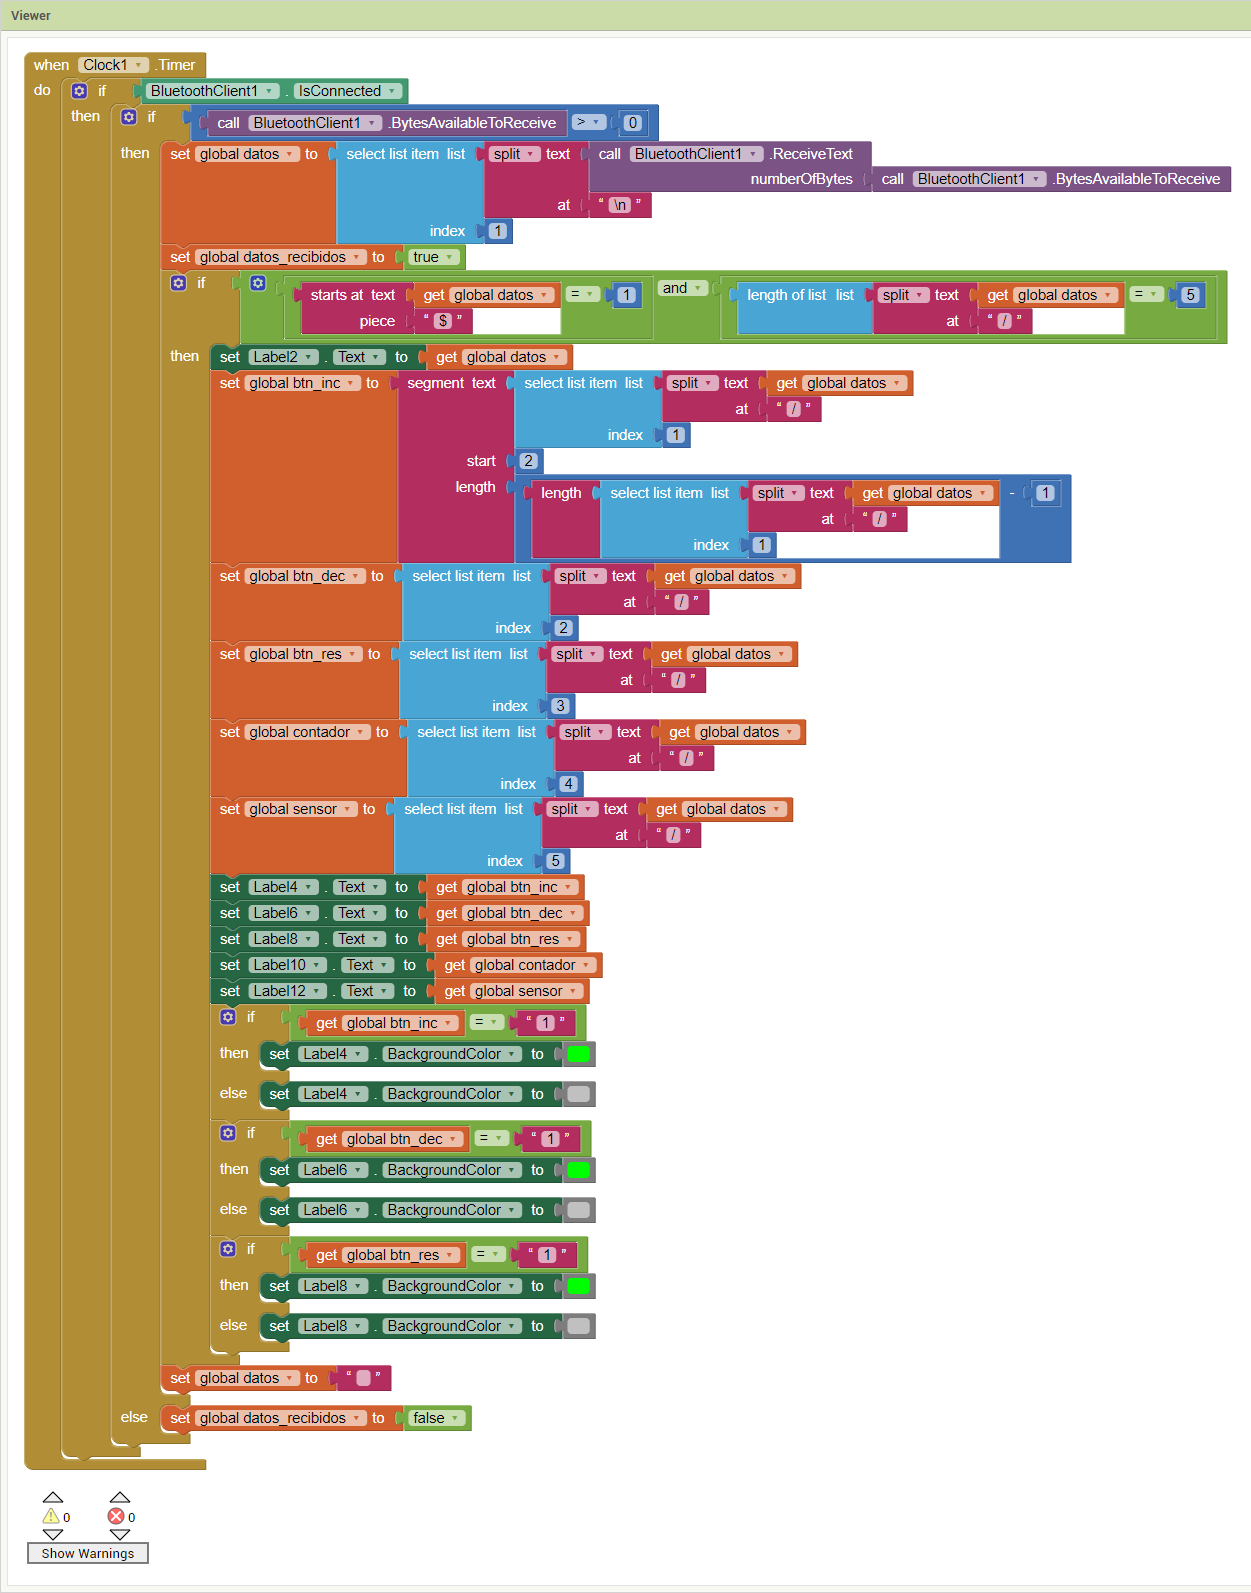 Viewer
when Clock1 .Timer
do if BluetoothClient1 . IsConnected
then if call BluetoothClient1 .BytesAvailableToReceive > 0
then set global datos to select list item list split text call BluetoothClient1 .ReceiveText
numberOfBytes call BluetoothClient1 .BytesAvailableToReceive
at " \n "
index 1
set global datos_recibidos to true
if starts at text get global datos = 1 and length of list list split text get global datos = 5
piece " $ " at " / "
then set Label2 . Text to get global datos
set global btn_inc to segment text select list item list split text get global datos
at " / "
index 1
start 2
length length select list item list split text get global datos - 1
at " / "
index 1
set global btn_dec to select list item list split text get global datos
at " / "
index 2
set global btn_res to select list item list split text get global datos
at " / "
index 3
set global contador to select list item list split text get global datos
at " / "
index 4
set global sensor to select list item list split text get global datos
at " / "
index 5
set Label4 . Text to get global btn_inc
set Label6 . Text to get global btn_dec
set Label8 . Text to get global btn_res
set Label10 . Text to get global contador
set Label12 . Text to get global sensor
if get global btn_inc = " 1 "
then set Label4 . BackgroundColor to
else set Label4 . BackgroundColor to
if get global btn_dec = " 1 "
then set Label6 . BackgroundColor to
else set Label6 . BackgroundColor to
if get global btn_res = " 1 "
then set Label8 . BackgroundColor to
else set Label8 . BackgroundColor to
set global datos to " "
else set global datos_recibidos to false
0 0
Show Warnings